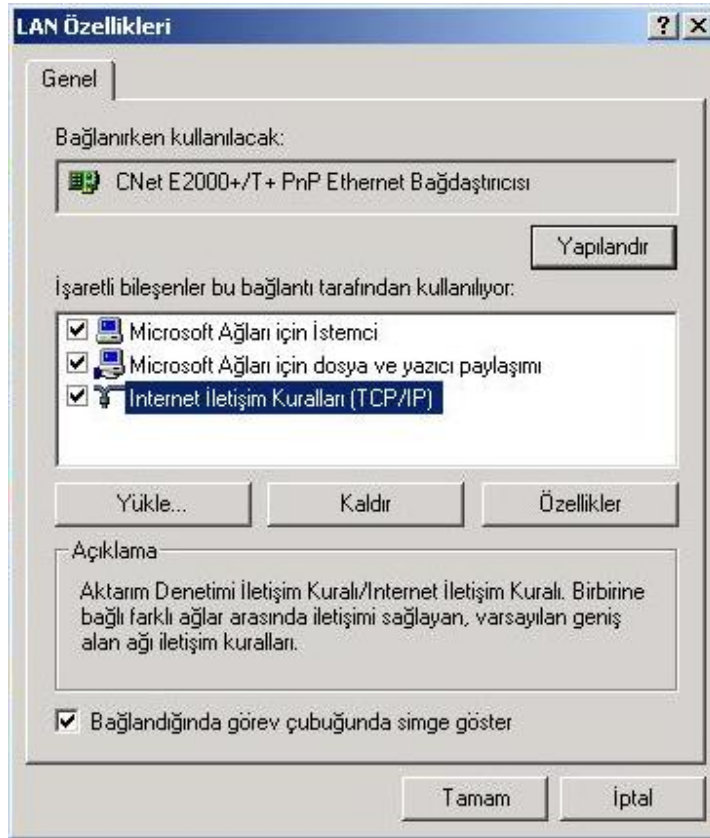 LAN Özellikleri
Genel
Bağlanırken kullanılacak:
CNet E2000+/T+ PnP Ethernet Bağdaştırıcısı
Yapılandır
İşaretli bileşenler bu bağlantı tarafından kullanılıyor:
Microsoft Ağları için İstemci
Microsoft Ağları için dosya ve yazıcı paylaşımı
Internet İletişim Kuralları (TCP/IP)
Yükle... Kaldır Özellikler
Açıklama
Aktarım Denetimi İletişim Kuralı/Internet İletişim Kuralı. Birbirine
bağlı farklı ağlar arasında iletişimi sağlayan, varsayılan geniş
alan ağı iletişim kuralları.
Bağlandığında görev çubuğunda simge göster
Tamam İptal